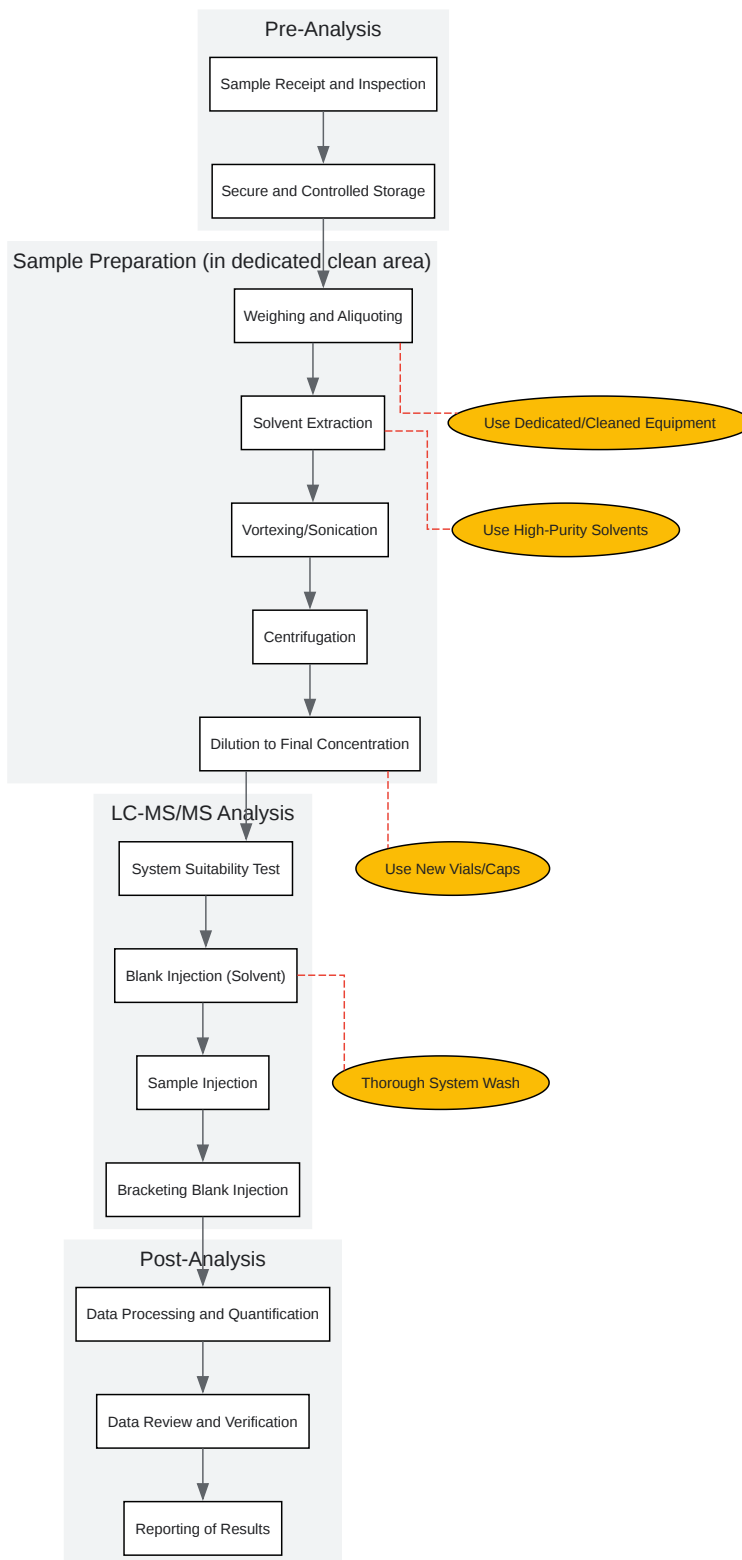 Pre-Analysis
Sample Receipt and Inspection
Secure and Controlled Storage
Sample Preparation (in dedicated clean area)
Weighing and Aliquoting
Solvent Extraction
Use Dedicated/Cleaned Equipment
Vortexing/Sonication
Use High-Purity Solvents
Centrifugation
Dilution to Final Concentration
LC-MS/MS Analysis
System Suitability Test
Use New Vials/Caps
Blank Injection (Solvent)
Sample Injection
Thorough System Wash
Bracketing Blank Injection
Post-Analysis
Data Processing and Quantification
Data Review and Verification
Reporting of Results